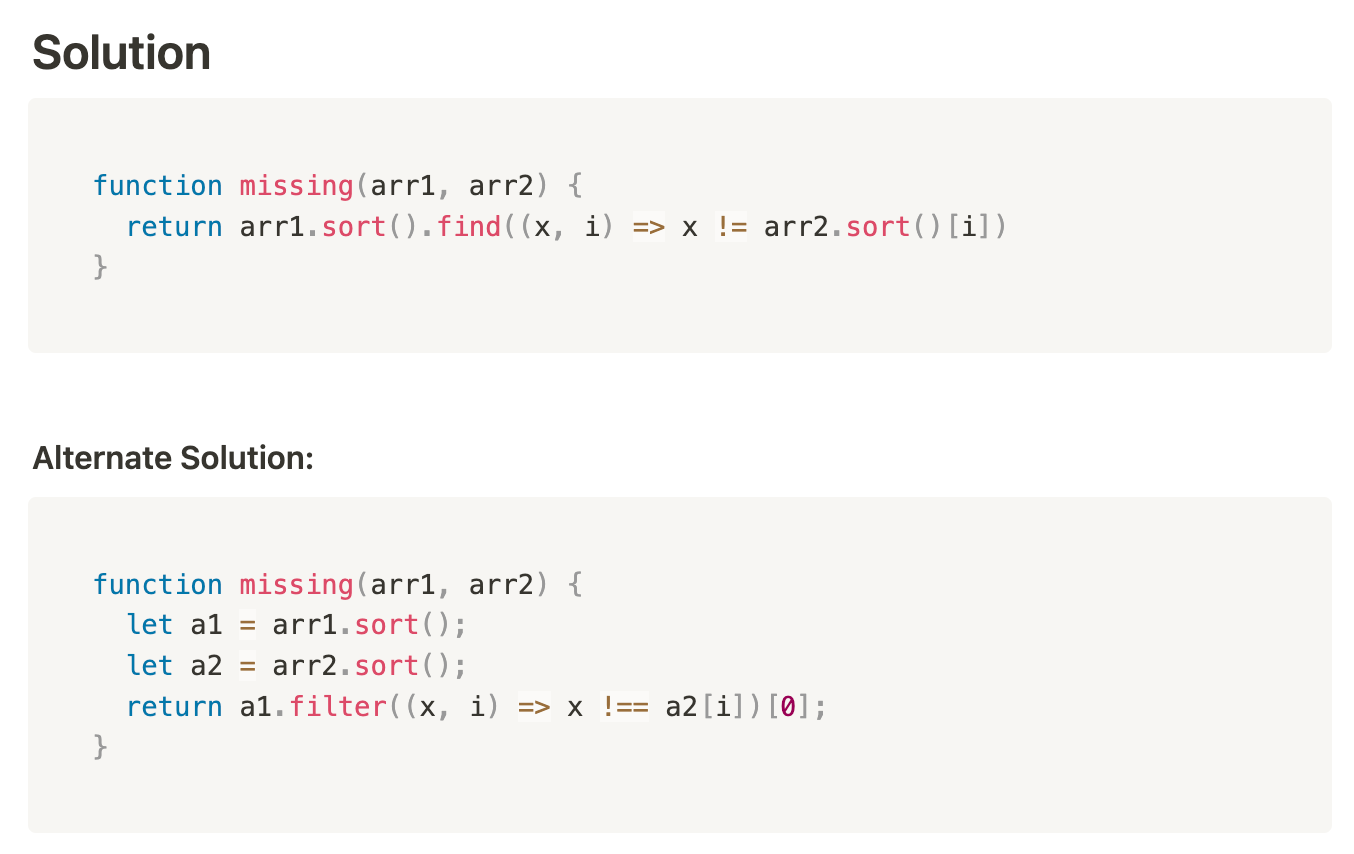 Solution
function missing(arr1, arr2) {
  return arr1.sort().find((x, i) => x != arr2.sort()[i])
}
Alternate Solution:
function missing(arr1, arr2) {
  let a1 = arr1.sort();
  let a2 = arr2.sort();
  return a1.filter((x, i) => x !== a2[i])[0];
}